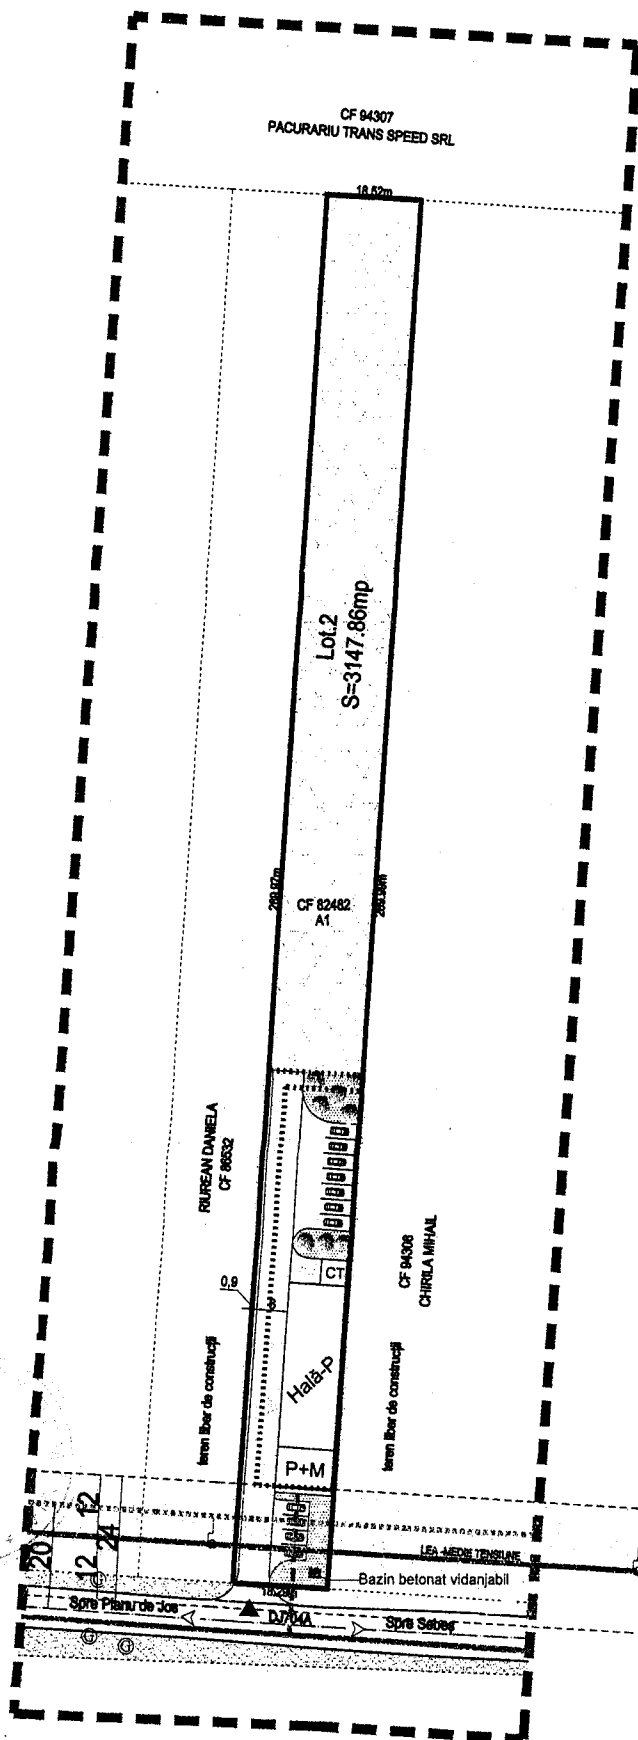 CF 94307
PACURARIU TRANS SPEED SRL
18.52m
Lot.2
S=3147.86mp
CF 82482
A1
RIUREAN DANIELA
CF 86532
CF 94308
CHIRILA MIHAIL
CT
0,9
Hală-P
teren liber de construcții
teren liber de construcții
P+M
12
24
20
12
LEA -MEDIE TENSIUNE
Bazin betonat vidanjabil
Spre Pianu de Jos
DJ704A
Spre Sebeș
G
G